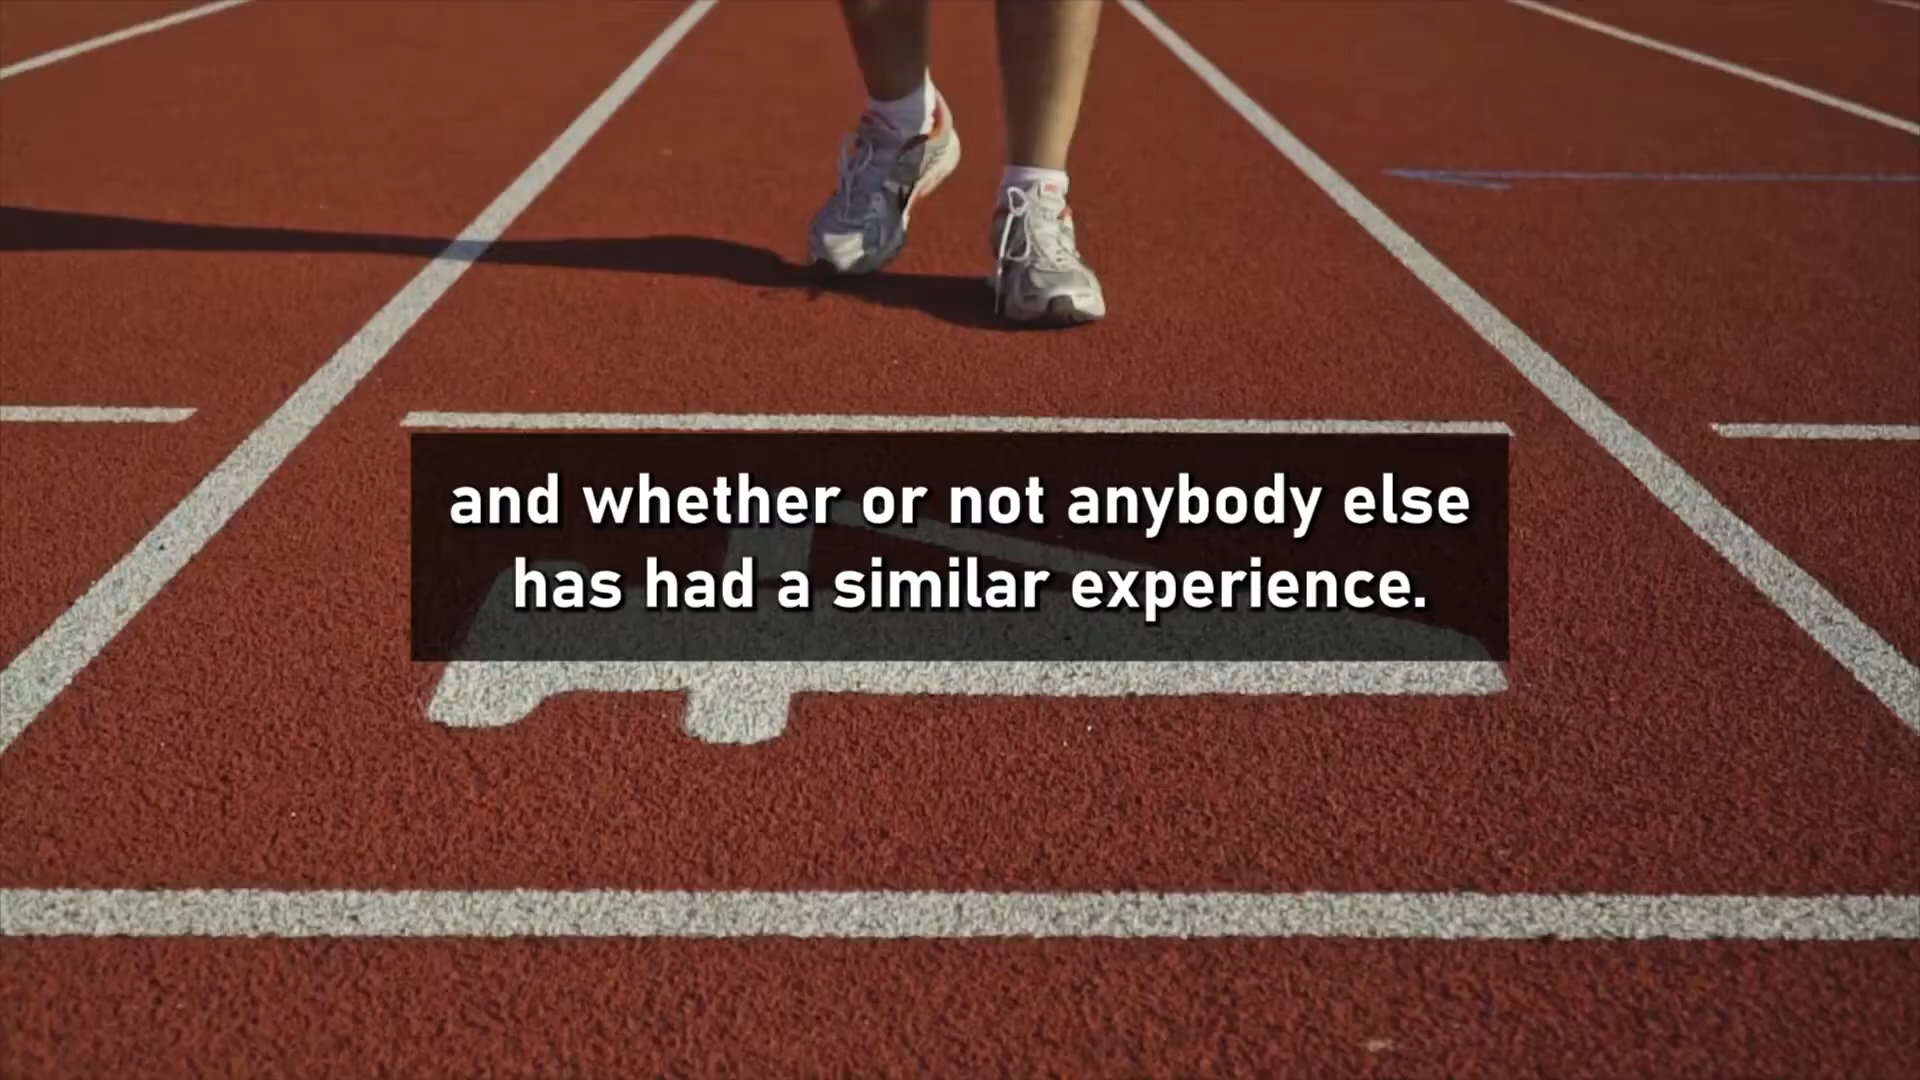 and whether or not anybody else
has had a similar experience.